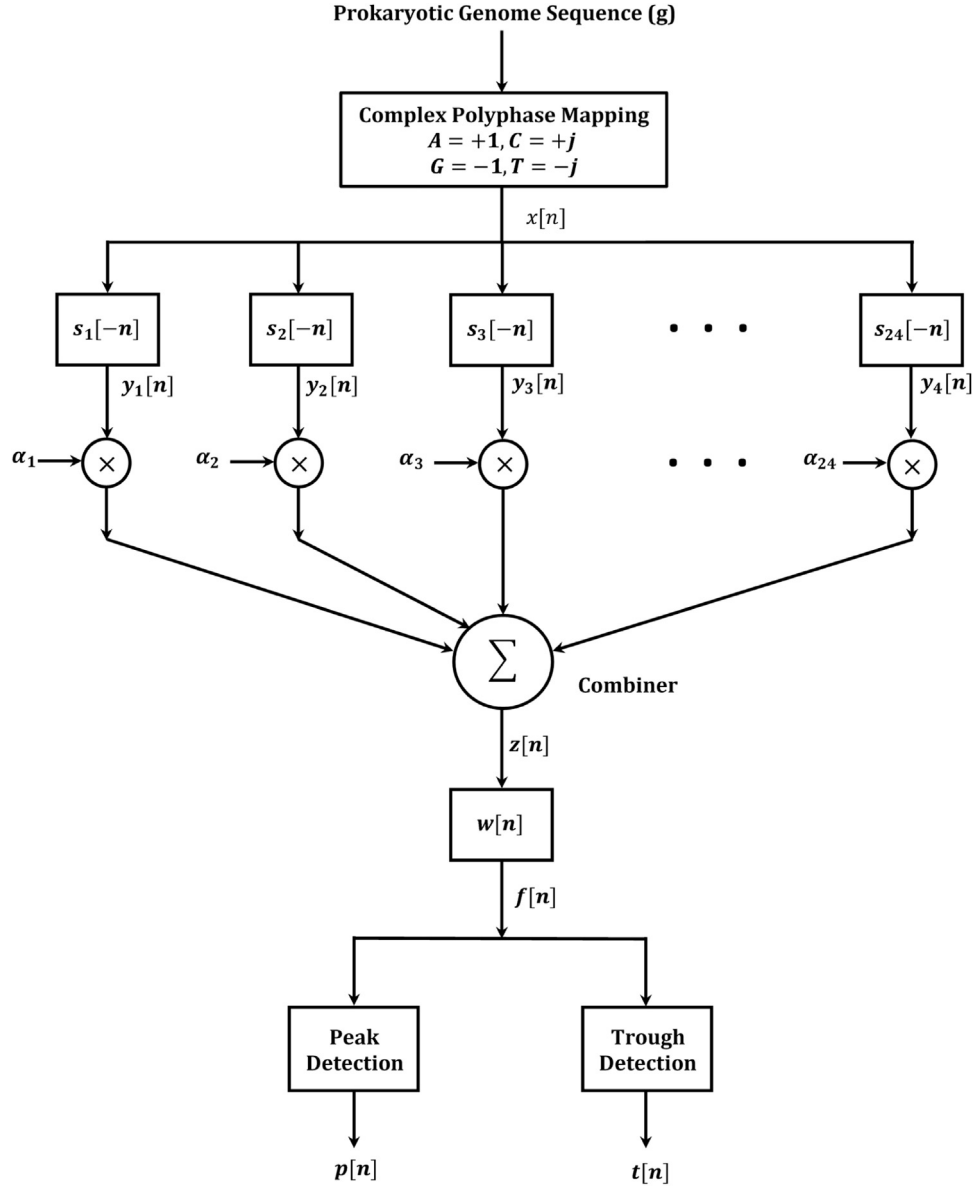 Prokaryotic Genome Sequence (g)
Complex Polyphase Mapping
A = +1, C = +j
G = −1, T = −j
x[n]
s₁[−n] s₂[−n] s₃[−n] . . . s₂₄[−n]
y₁[n] y₂[n] y₃[n] y₄[n]
α₁ × α₂ × α₃ × . . . α₂₄ ×
∑
Combiner
z[n]
w[n]
f[n]
Peak Trough
Detection Detection
p[n] t[n]